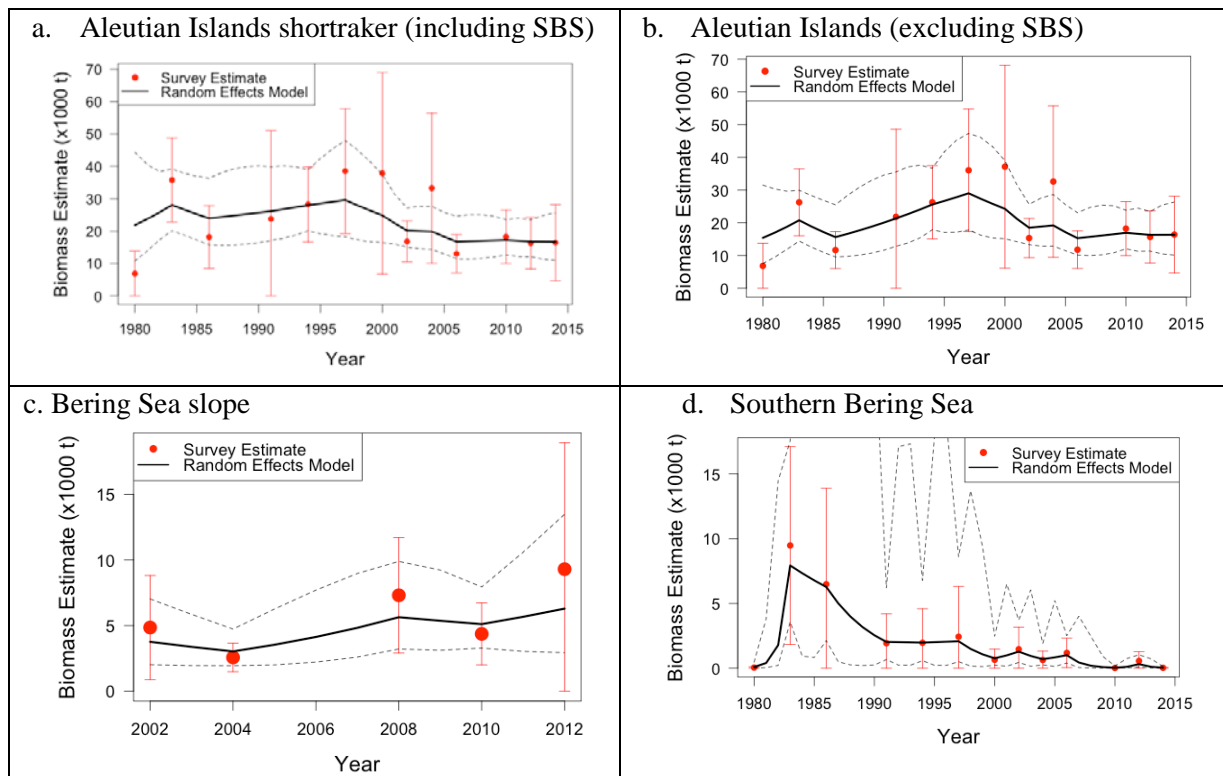 a. Aleutian Islands shortraker (including SBS)
Survey Estimate
Random Effects Model
Biomass Estimate (x1000 t)
70
60
50
40
30
20
10
0
1980 1985 1990 1995 2000 2005 2010 2015
Year
b. Aleutian Islands (excluding SBS)
Survey Estimate
Random Effects Model
Biomass Estimate (x1000 t)
70
60
50
40
30
20
10
0
1980 1985 1990 1995 2000 2005 2010 2015
Year
c. Bering Sea slope
Survey Estimate
Random Effects Model
Biomass Estimate (x1000 t)
15
10
5
0
2002 2004 2006 2008 2010 2012
Year
d. Southern Bering Sea
Survey Estimate
Random Effects Model
Biomass Estimate (x1000 t)
15
10
5
0
1980 1985 1990 1995 2000 2005 2010 2015
Year